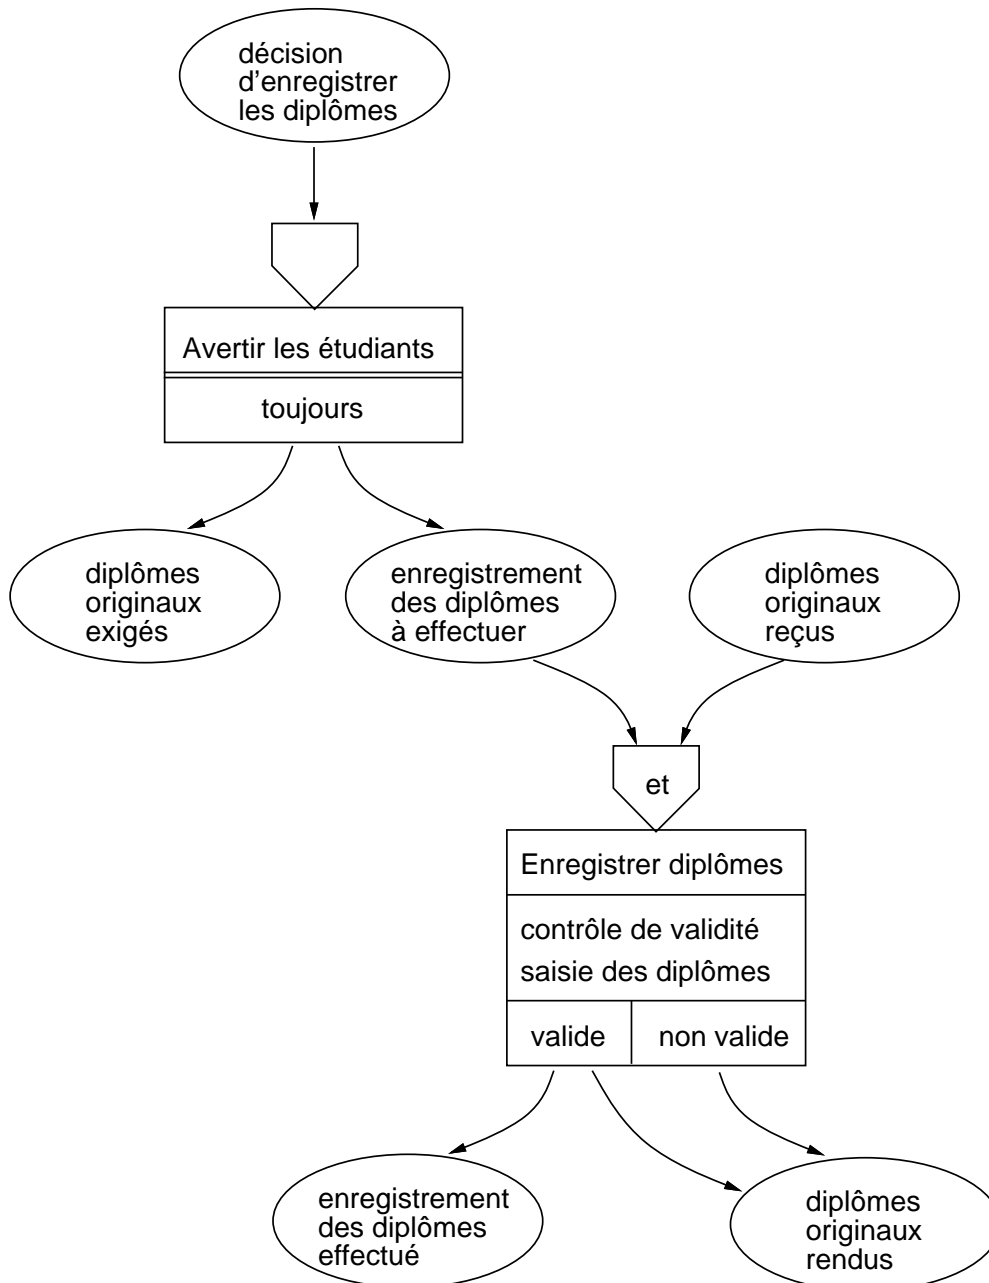 décision
d'enregistrer
les diplômes
Avertir les étudiants
toujours
diplômes
originaux
exigés
enregistrement
des diplômes
à effectuer
diplômes
originaux
reçus
et
Enregistrer diplômes
contrôle de validité
saisie des diplômes
valide
non valide
enregistrement
des diplômes
effectué
diplômes
originaux
rendus